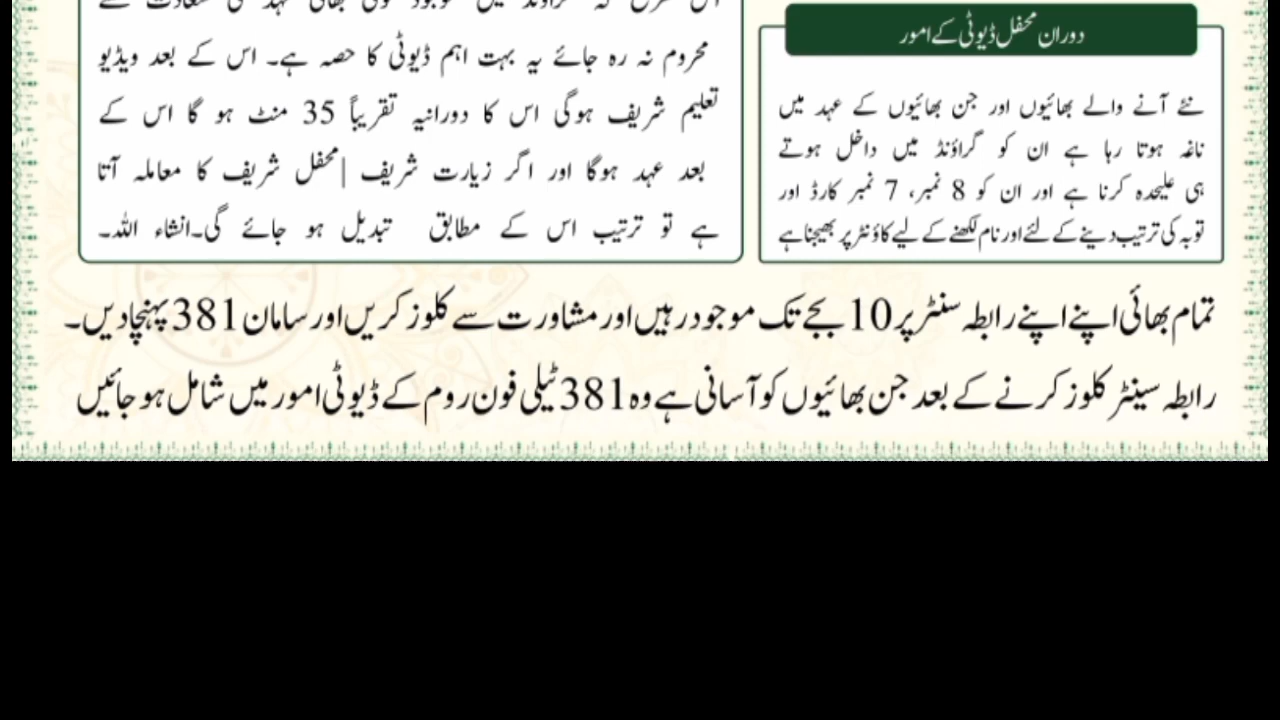 دوران محفل ڈیوٹی کے امور
نئے آنے والے بھائیوں اور جن بھائیوں کے عہد میں
ناغہ ہوتا رہا ہے ان کو گراؤنڈ میں داخل ہوتے
ہی علیحدہ کرنا ہے اور ان کو 8 نمبر، 7 نمبر کارڈ اور
توبہ کی ترتیب دینے کے لئے اور نام لکھنے کے لیے کاؤنٹر پر بھیجنا ہے
محروم نہ رہ جائے یہ بہت اہم ڈیوٹی کا حصہ ہے۔ اس کے بعد ویڈیو
تعلیم شریف ہوگی اس کا دورانیہ تقریباً 35 منٹ ہو گا اس کے
بعد عہد ہوگا اور اگر زیارت شریف |محفل شریف کا معاملہ آتا
ہے تو ترتیب اس کے مطابق تبدیل ہو جائے گی۔انشاء اللہ۔
تمام بھائی اپنے اپنے رابطہ سنٹر پر 10 بجے تک موجود رہیں اور مشاورت سے کلوز کریں اور سامان 381 پہنچا دیں۔
رابطہ سینٹر کلوز کرنے کے بعد جن بھائیوں کو آسانی ہے وہ 381 ٹیلی فون روم کے ڈیوٹی امور میں شامل ہو جائیں